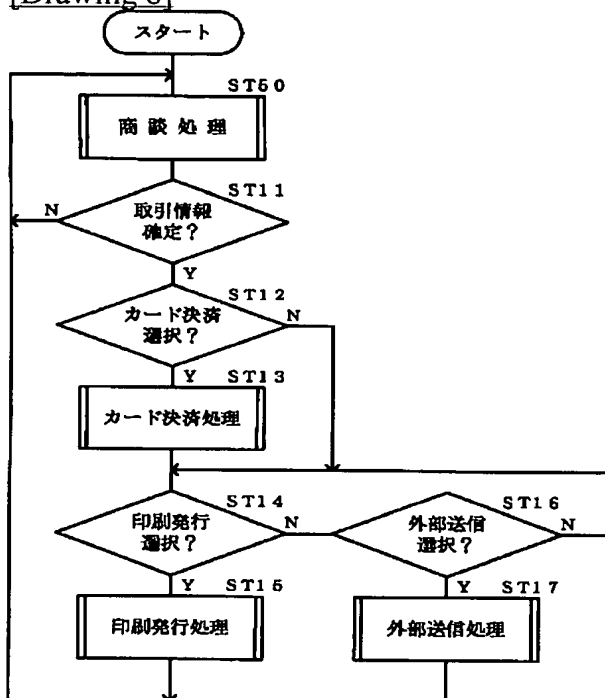 [Drawing 6]
スタート
ST50
商談処理
ST11
取引情報
確定?
N
Y
ST12
カード決済
選択?
N
Y
ST13
カード決済処理
ST14
印刷発行
選択?
N
ST16
外部送信
選択?
N
Y
ST15
印刷発行処理
Y
ST17
外部送信処理